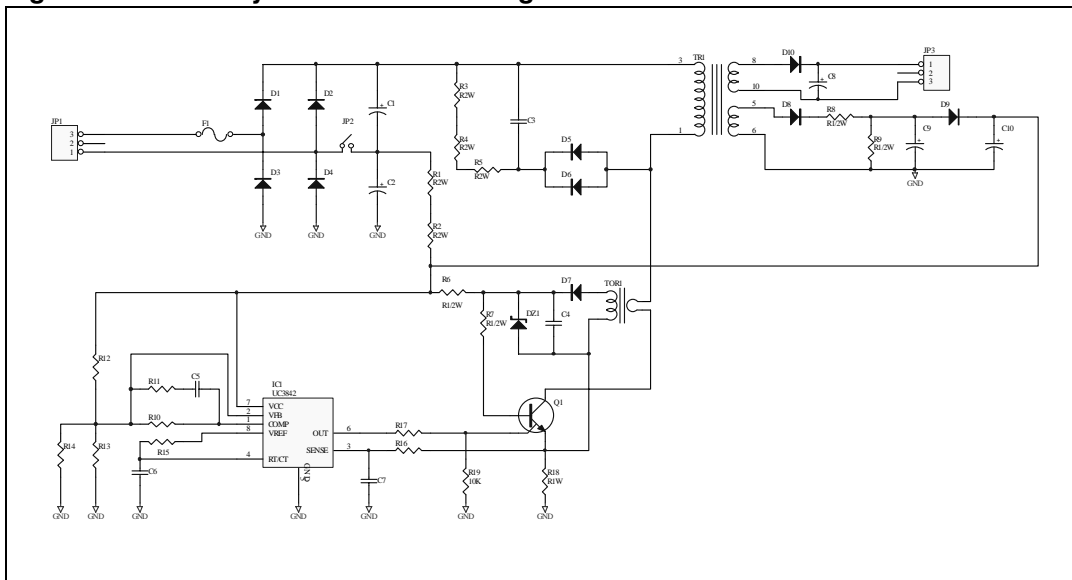 JP1
3
2
1
F1
D1
D2
D3
D4
GND
GND
GND
C1
C2
JP2
R1
R2W
R2
R2W
R3
R2W
R4
R2W
R5
R2W
C3
D5
D6
3
1
TR1
8
10
5
6
D10
C8
JP3
1
2
3
D8
R8
R1/2W
R9
R1/2W
C9
GND
D9
C10
R6
R1/2W
R7
R1/2W
DZ1
C4
D7
TOR1
Q1
R12
R11
C5
R10
R15
R14
R13
C6
GND
GND
GND
IC1
UC3842
7
2
1
8
4
VCC
VFB
COMP
VREF
RT/CT
OUT
SENSE
GND
5
6
3
GND
R17
R16
C7
GND
R19
10K
GND
R18
R1W
GND